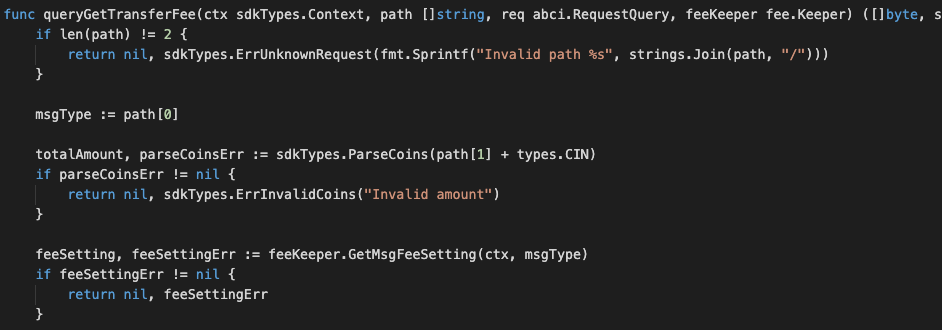 func queryGetTransferFee(ctx sdkTypes.Context, path []string, req abci.RequestQuery, feeKeeper fee.Keeper) ([]byte, s
    if len(path) != 2 {
        return nil, sdkTypes.ErrUnknownRequest(fmt.Sprintf("Invalid path %s", strings.Join(path, "/")))
    }
    msgType := path[0]
    totalAmount, parseCoinsErr := sdkTypes.ParseCoins(path[1] + types.CIN)
    if parseCoinsErr != nil {
        return nil, sdkTypes.ErrInvalidCoins("Invalid amount")
    }
    feeSetting, feeSettingErr := feeKeeper.GetMsgFeeSetting(ctx, msgType)
    if feeSettingErr != nil {
        return nil, feeSettingErr
    }